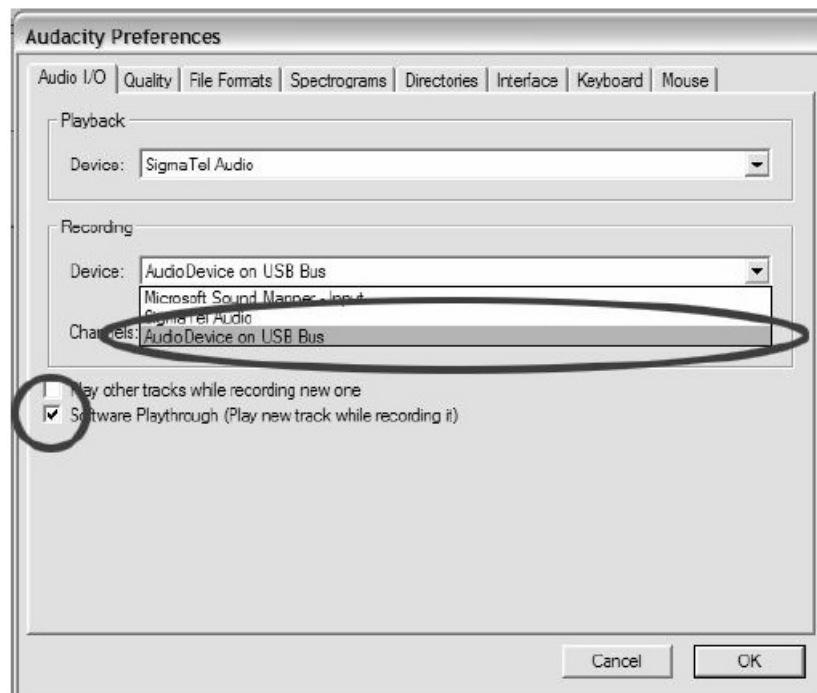 Audacity Preferences
Audio I/O Quality File Formats Spectrograms Directories Interface Keyboard Mouse
Playback
Device: SigmaTel Audio
Recording
Device: AudioDevice on USB Bus
Microsoft Sound Mapper - Input
SigmaTel Audio
Channels: AudioDevice on USB Bus
Play other tracks while recording new one
Software Playthrough (Play new track while recording it)
Cancel OK